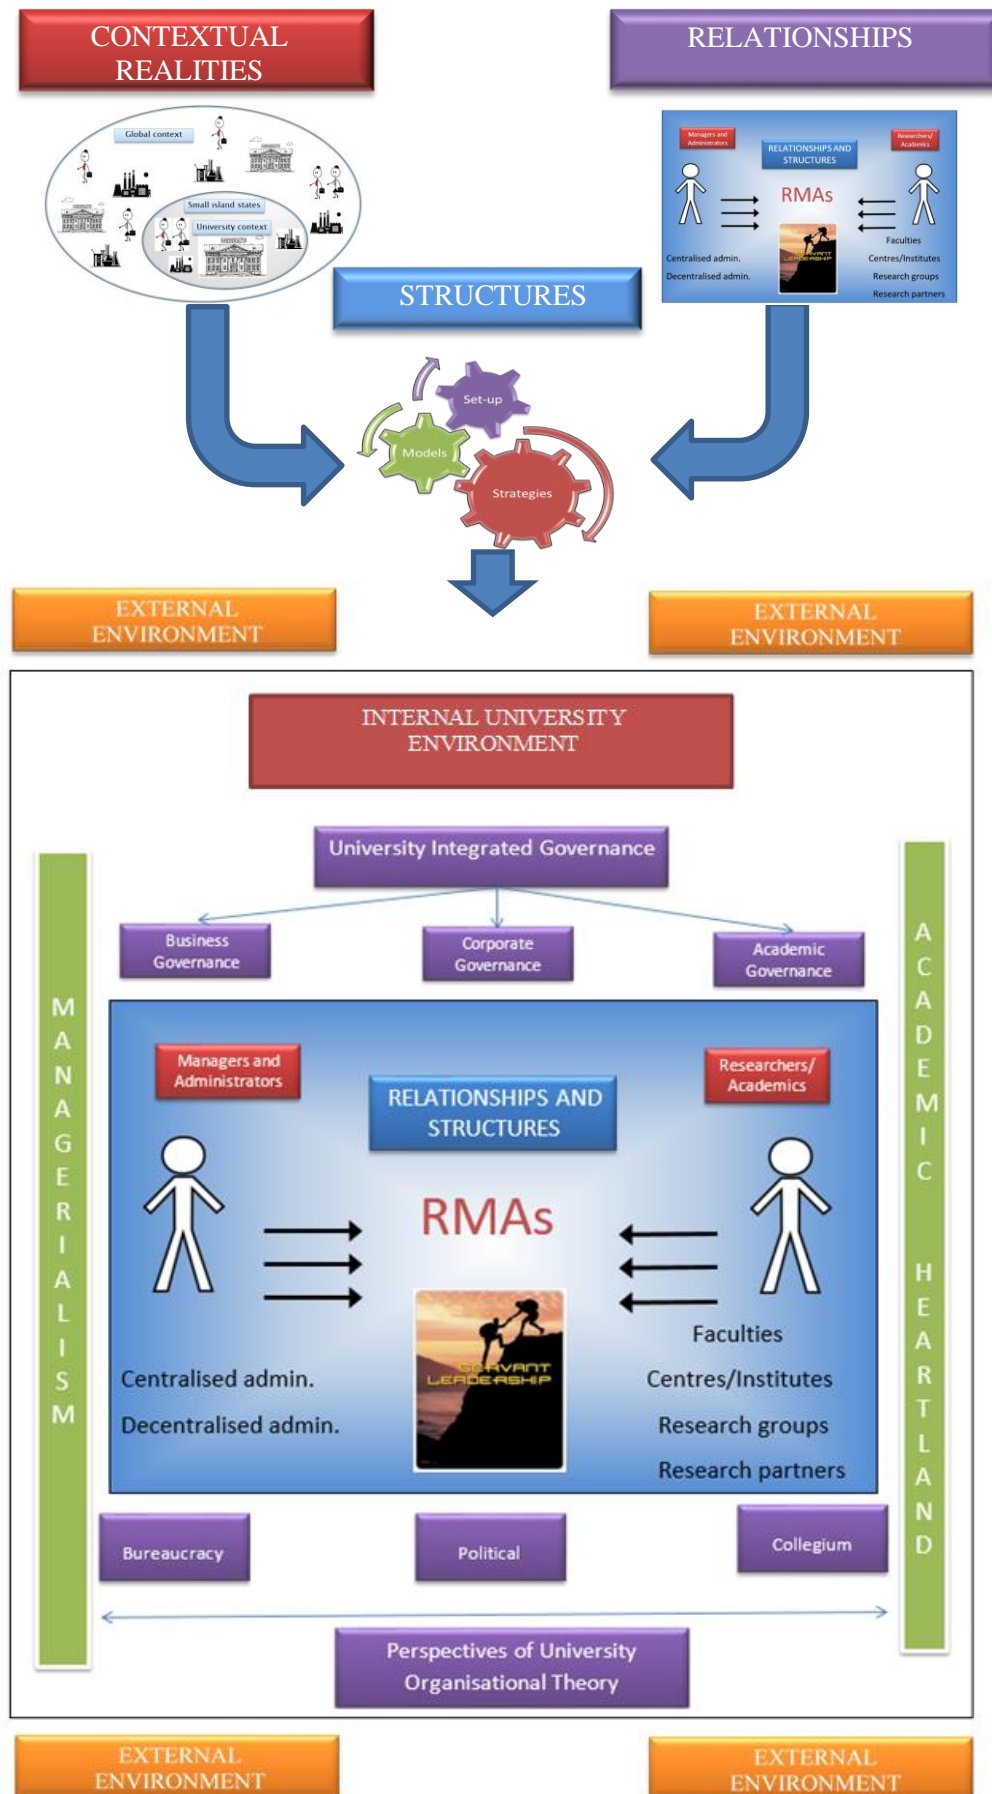 CONTEXTUAL
REALITIES
RELATIONSHIPS
Global context
Small island states
University context
Managers and
Administrators
RELATIONSHIPS AND
STRUCTURES
Researchers/
Academics
RMAs
SERVANT
LEADERSHIP
Centralised admin.
Decentralised admin.
Faculties
Centres/Institutes
Research groups
Research partners
STRUCTURES
Set-up
Models
Strategies
EXTERNAL
ENVIRONMENT
EXTERNAL
ENVIRONMENT
INTERNAL UNIVERSITY
ENVIRONMENT
University Integrated Governance
Business
Governance
Corporate
Governance
Academic
Governance
MANAGERIALISM
ACADEMIC HEARTLAND
Managers and
Administrators
RELATIONSHIPS AND
STRUCTURES
Researchers/
Academics
RMAs
SERVANT
LEADERSHIP
Centralised admin.
Decentralised admin.
Faculties
Centres/Institutes
Research groups
Research partners
Bureaucracy
Political
Collegium
Perspectives of University
Organisational Theory
EXTERNAL
ENVIRONMENT
EXTERNAL
ENVIRONMENT